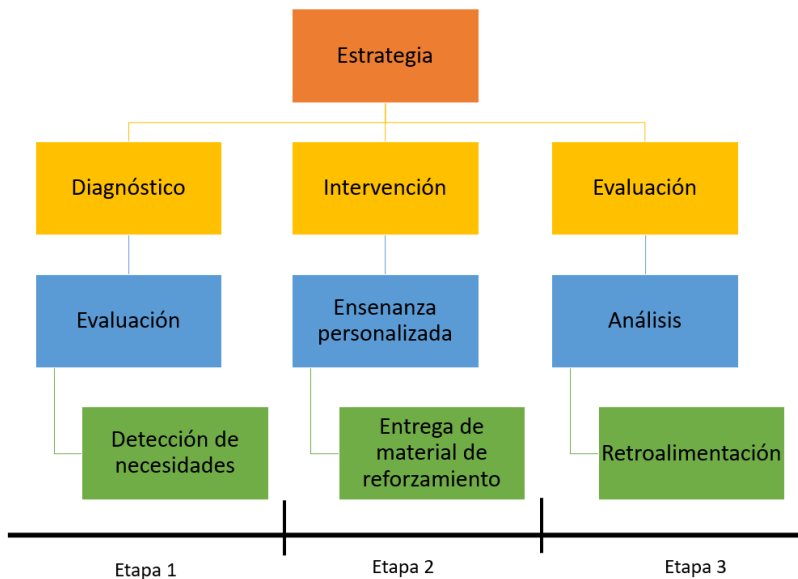 Estrategia
Diagnóstico
Intervención
Evaluación
Evaluación
Ensenanza
personalizada
Análisis
Detección de
necesidades
Entrega de
material de
reforzamiento
Retroalimentación
Etapa 1
Etapa 2
Etapa 3